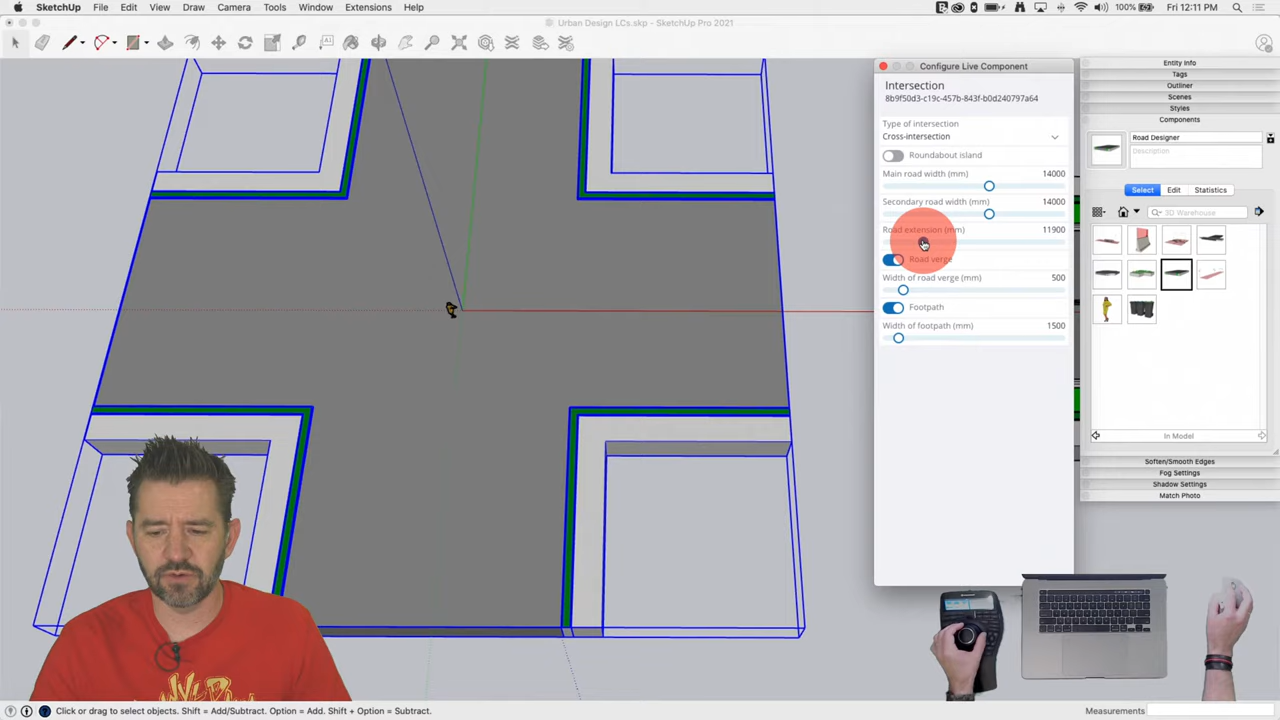 SketchUp File Edit View Draw Camera Tools Window Extensions Help 100% Fri 12:11 PM
Urban Design LCs.skp - SketchUp Pro 2021
Configure Live Component
Intersection
8b9f50d3-c19c-457b-843f-b0d240797a64
Type of intersection
Cross-intersection
Roundabout island
Main road width (mm) 14000
Secondary road width (mm) 14000
Road extension (mm) 11900
Road verge
Width of road verge (mm) 500
Footpath
Width of footpath (mm) 1500
Entity Info
Tags
Outliner
Scenes
Styles
Components
Road Designer
Description
Select Edit Statistics
3D Warehouse
In Model
Soften/Smooth Edges
Fog Settings
Shadow Settings
Match Photo
Click or drag to select objects. Shift = Add/Subtract. Option = Add. Shift + Option = Subtract.
Measurements